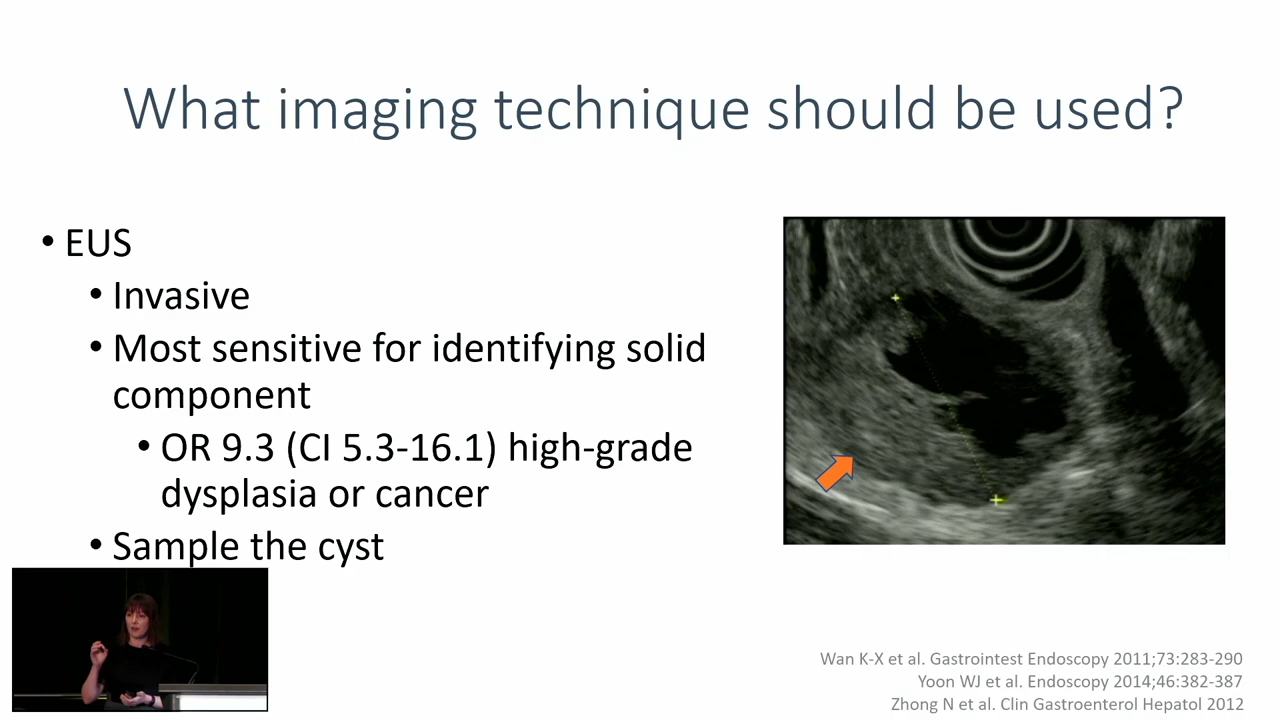 What imaging technique should be used?
• EUS
• Invasive
• Most sensitive for identifying solid
component
• OR 9.3 (CI 5.3-16.1) high-grade
dysplasia or cancer
• Sample the cyst
Wan K-X et al. Gastrointest Endoscopy 2011;73:283-290
Yoon WJ et al. Endoscopy 2014;46:382-387
Zhong N et al. Clin Gastroenterol Hepatol 2012